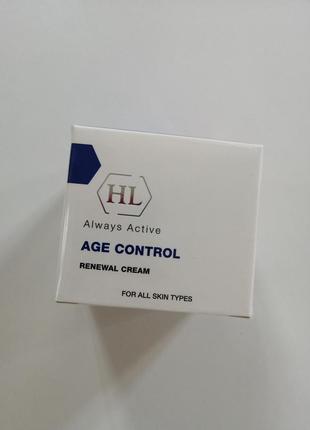 HL
Always Active
AGE CONTROL
RENEWAL CREAM
FOR ALL SKIN TYPES